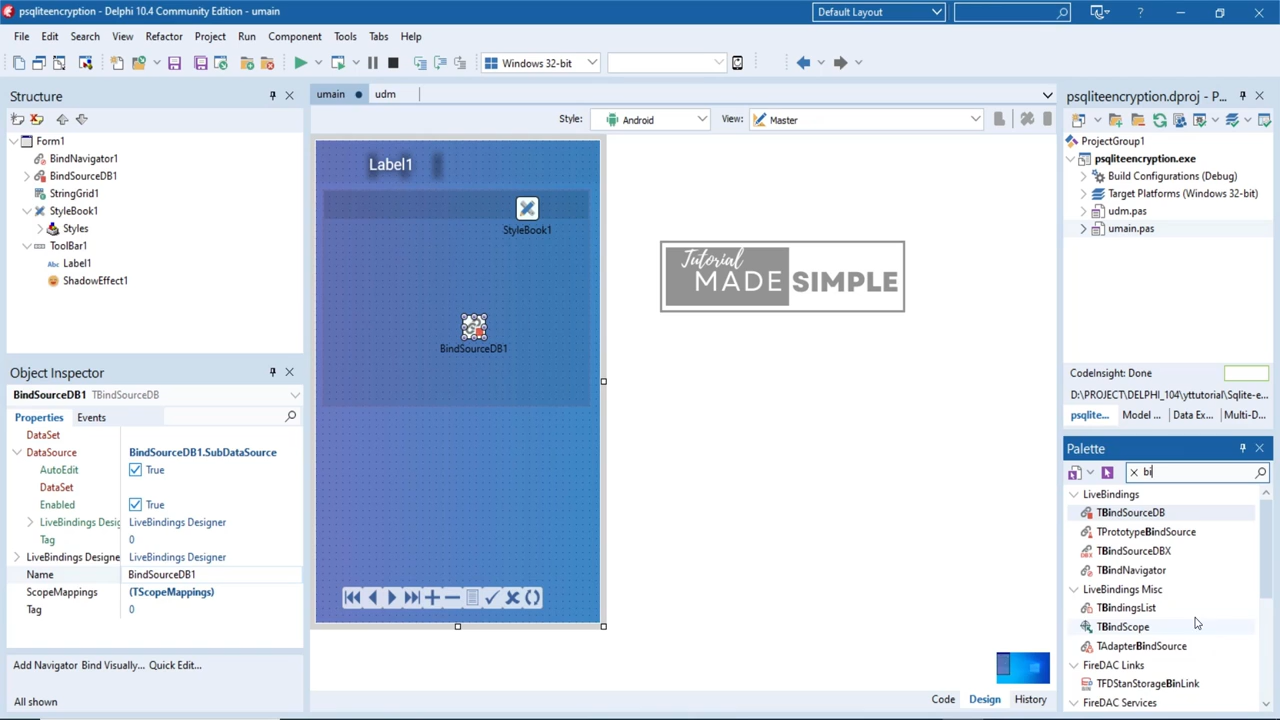 psqliteencryption - Delphi 10.4 Community Edition - umain
Default Layout
File Edit Search View Refactor Project Run Component Tools Tabs Help
Windows 32-bit
Structure
Form1
BindNavigator1
BindSourceDB1
StringGrid1
StyleBook1
Styles
ToolBar1
Abc Label1
ShadowEffect1
Object Inspector
BindSourceDB1 TBindSourceDB
Properties Events
DataSet
DataSource BindSourceDB1.SubDataSource
AutoEdit True
DataSet
Enabled True
LiveBindings Desig LiveBindings Designer
Tag 0
LiveBindings Designe LiveBindings Designer
Name BindSourceDB1
ScopeMappings (TScopeMappings)
Tag 0
Add Navigator Bind Visually... Quick Edit...
All shown
umain udm
Style: Android View: Master
Label1
StyleBook1
BindSourceDB1
Tutorial
MADE SIMPLE
Code Design History
psqliteencryption.dproj - P...
ProjectGroup1
psqliteencryption.exe
Build Configurations (Debug)
Target Platforms (Windows 32-bit)
udm.pas
umain.pas
CodeInsight: Done
D:\PROJECT\DELPHI_104\yttutorial\Sqlite-e...
psqlite... Model ... Data Ex... Multi-D...
Palette
bi
LiveBindings
TBindSourceDB
TPrototypeBindSource
DBX TBindSourceDBX
TBindNavigator
LiveBindings Misc
TBindingsList
TBindScope
TAdapterBindSource
FireDAC Links
TFDStanStorageBinLink
FireDAC Services